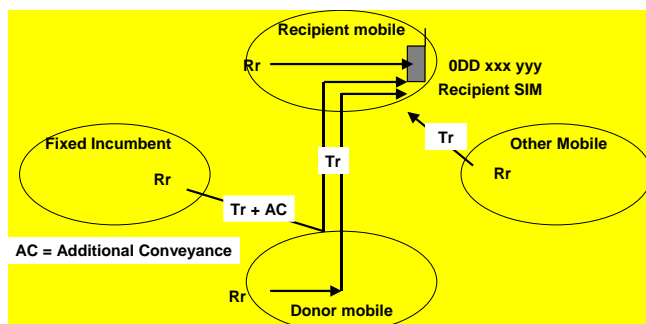 Recipient mobile
Rr
0DD xxx yyy
Recipient SIM
Fixed Incumbent
Tr
Tr
Other Mobile
Rr
Rr
Tr + AC
AC = Additional Conveyance
Rr
Donor mobile